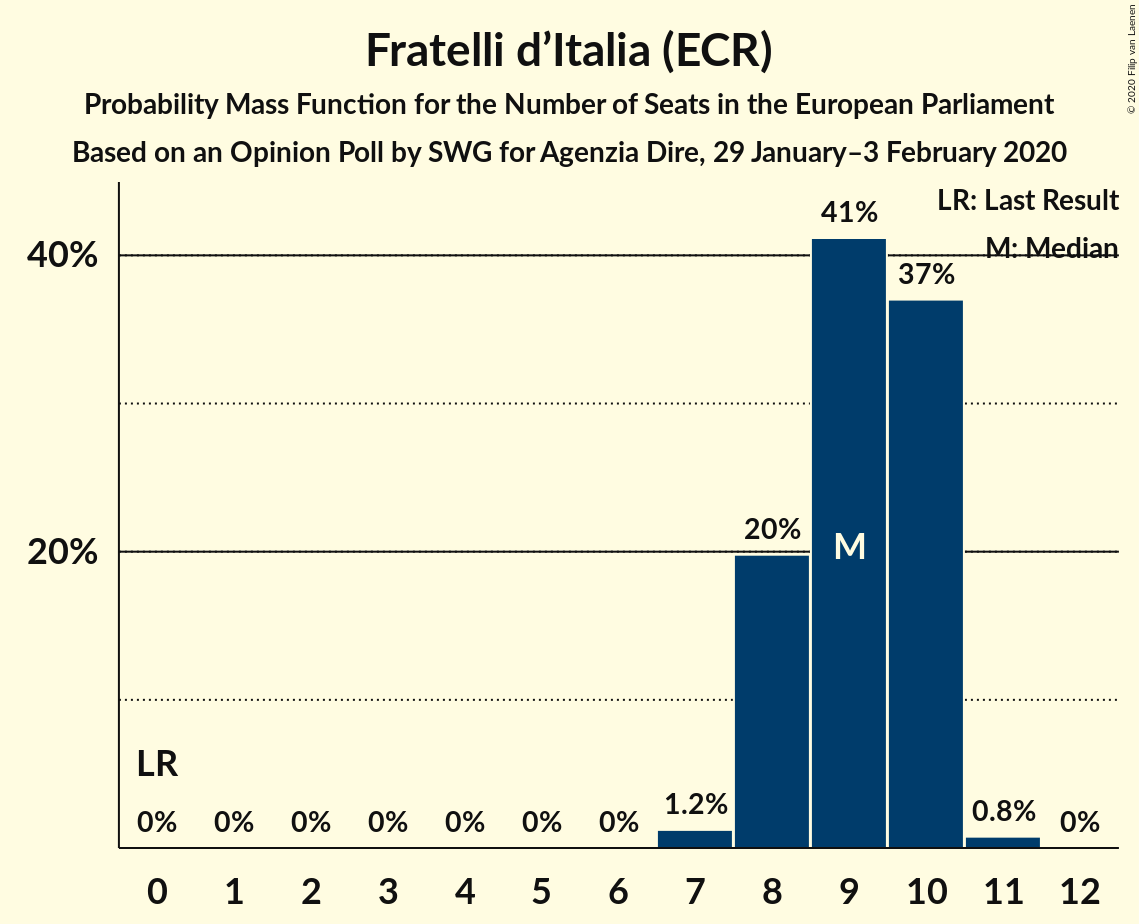 Fratelli d’Italia (ECR)
Probability Mass Function for the Number of Seats in the European Parliament
Based on an Opinion Poll by SWG for Agenzia Dire, 29 January–3 February 2020
© 2020 Filip van Laenen
LR: Last Result
M: Median
40%
20%
41%
37%
20%
M
LR
0%
0%
0%
0%
0%
0%
0%
1.2%
0.8%
0%
0 1 2 3 4 5 6 7 8 9 10 11 12